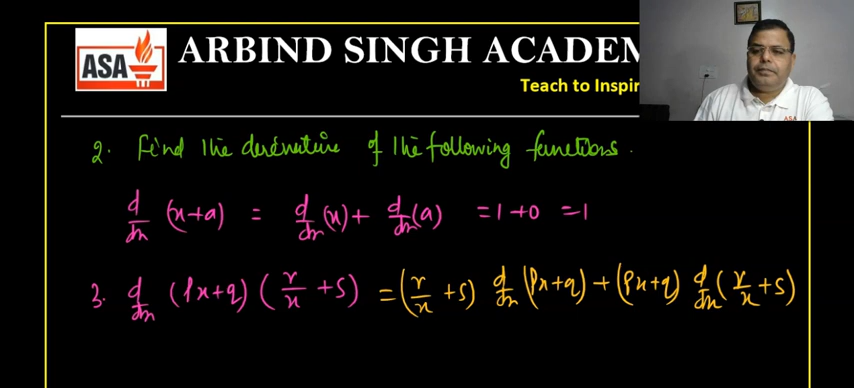 ASA ARBIND SINGH ACADEM
Teach to Inspir
2. Find the derivative of the following functions.
d/dx (x+a) = d/dx (x) + d/dx (a) = 1 + 0 = 1
3. d/dx (px+q) (r/x + s) = (r/x + s) d/dx (px+q) + (px+q) d/dx (r/x + s)
ASA